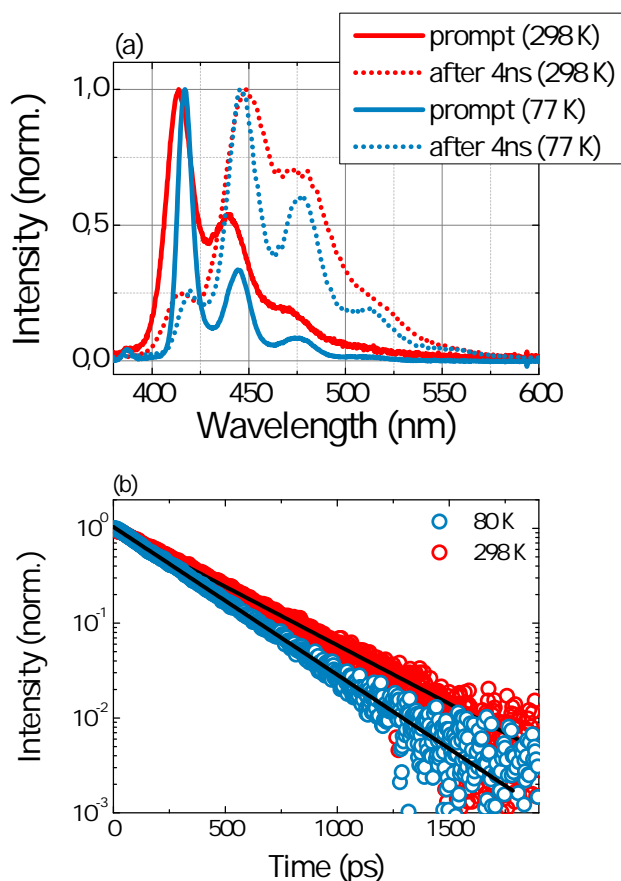 (a)
prompt (298 K)
after 4ns (298 K)
prompt (77 K)
after 4ns (77 K)
1,0
0,5
0,0
Intensity (norm.)
400 450 500 550 600
Wavelength (nm)
(b)
80 K
298 K
10^0
10^-1
10^-2
10^-3
Intensity (norm.)
0 500 1000 1500
Time (ps)